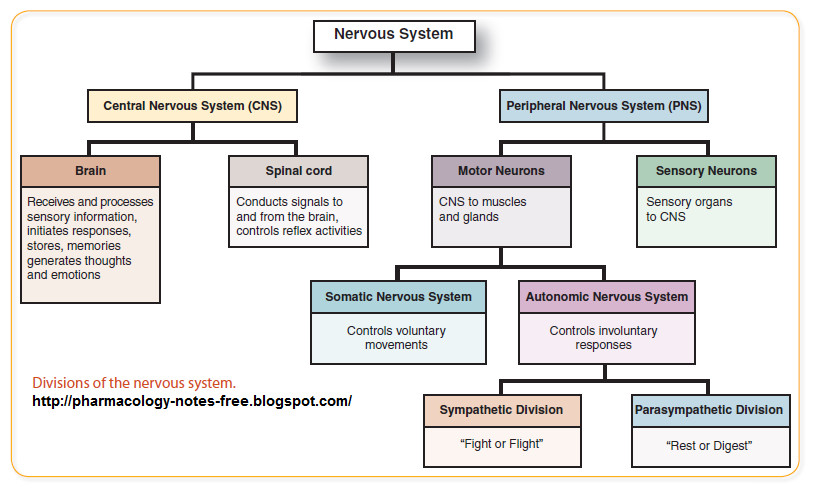 Nervous System
Central Nervous System (CNS)
Peripheral Nervous System (PNS)
Brain
Receives and processes
sensory information,
initiates responses,
stores, memories
generates thoughts
and emotions
Spinal cord
Conducts signals to
and from the brain,
controls reflex activities
Motor Neurons
CNS to muscles
and glands
Sensory Neurons
Sensory organs
to CNS
Somatic Nervous System
Controls voluntary
movements
Autonomic Nervous System
Controls involuntary
responses
Sympathetic Division
“Fight or Flight”
Parasympathetic Division
“Rest or Digest”
Divisions of the nervous system.
http://pharmacology-notes-free.blogspot.com/